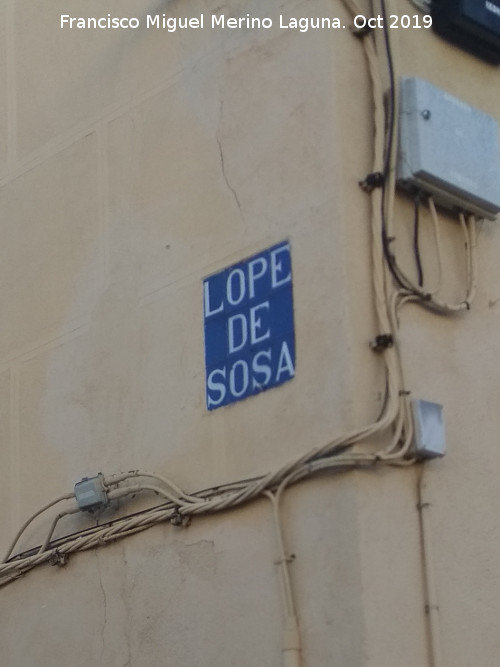 Francisco Miguel Merino Laguna. Oct 2019
LOPE
DE
SOSA